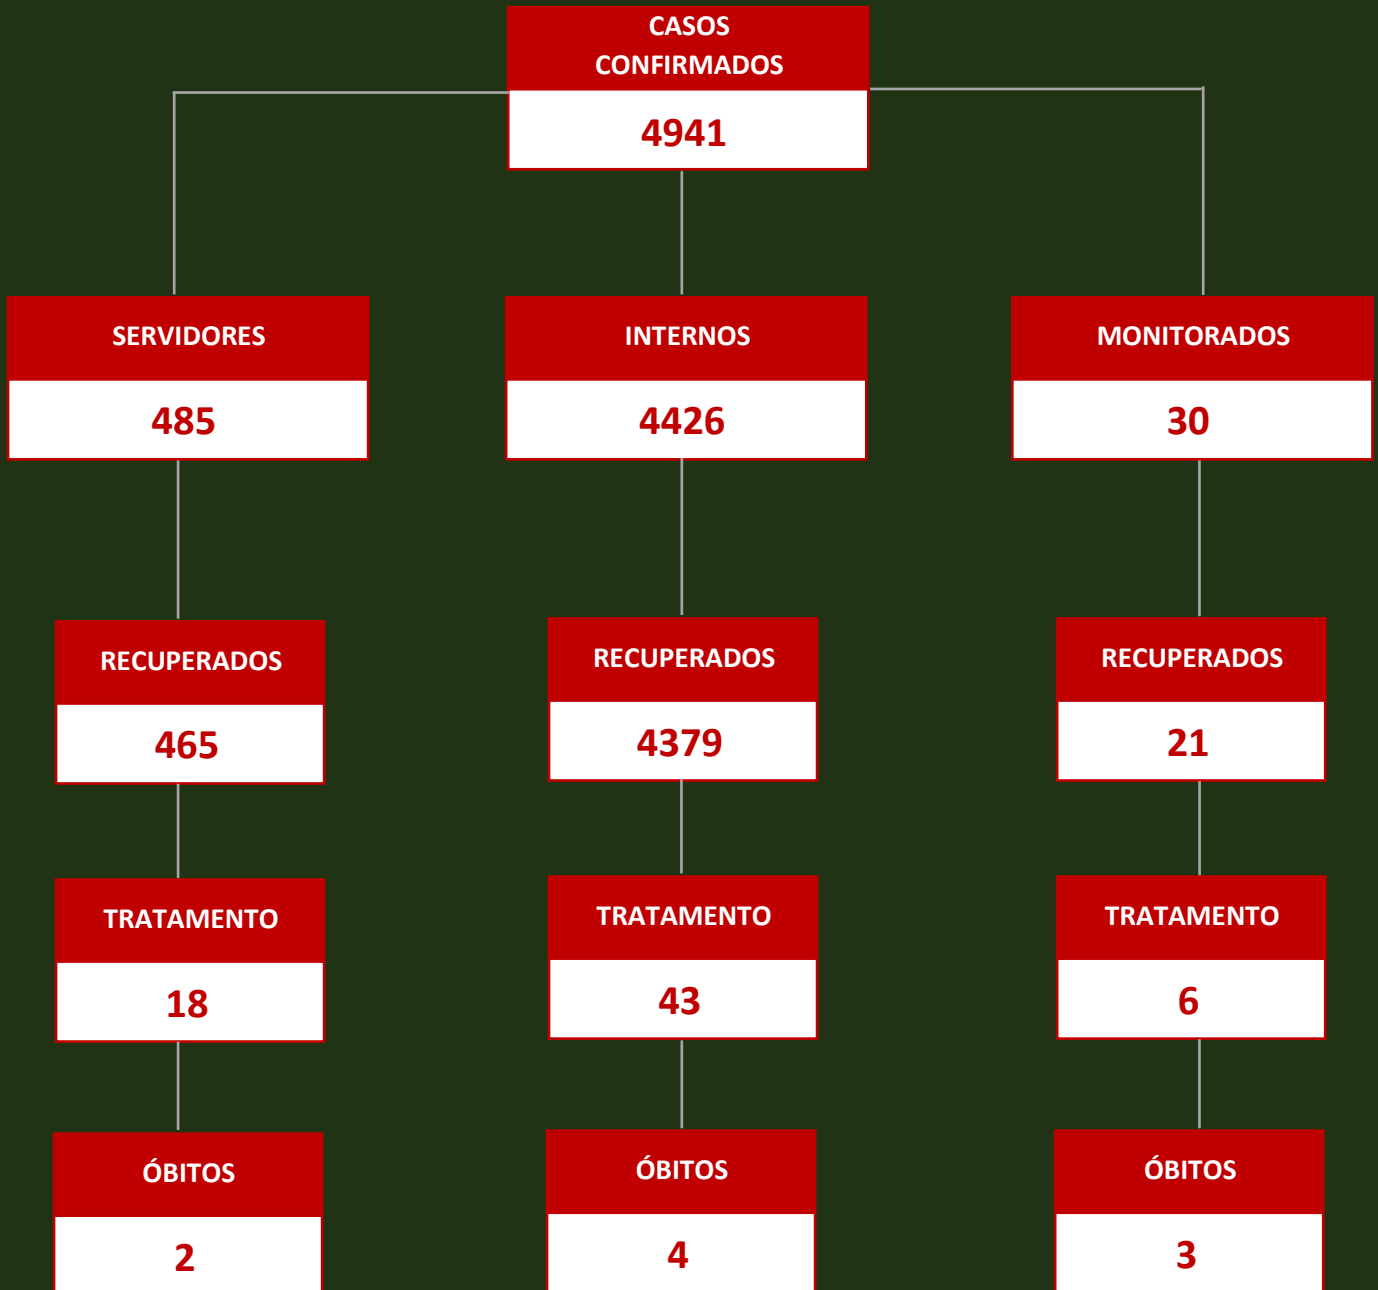 CASOS
CONFIRMADOS
4941
SERVIDORES
485
INTERNOS
4426
MONITORADOS
30
RECUPERADOS
465
RECUPERADOS
4379
RECUPERADOS
21
TRATAMENTO
18
TRATAMENTO
43
TRATAMENTO
6
ÓBITOS
2
ÓBITOS
4
ÓBITOS
3